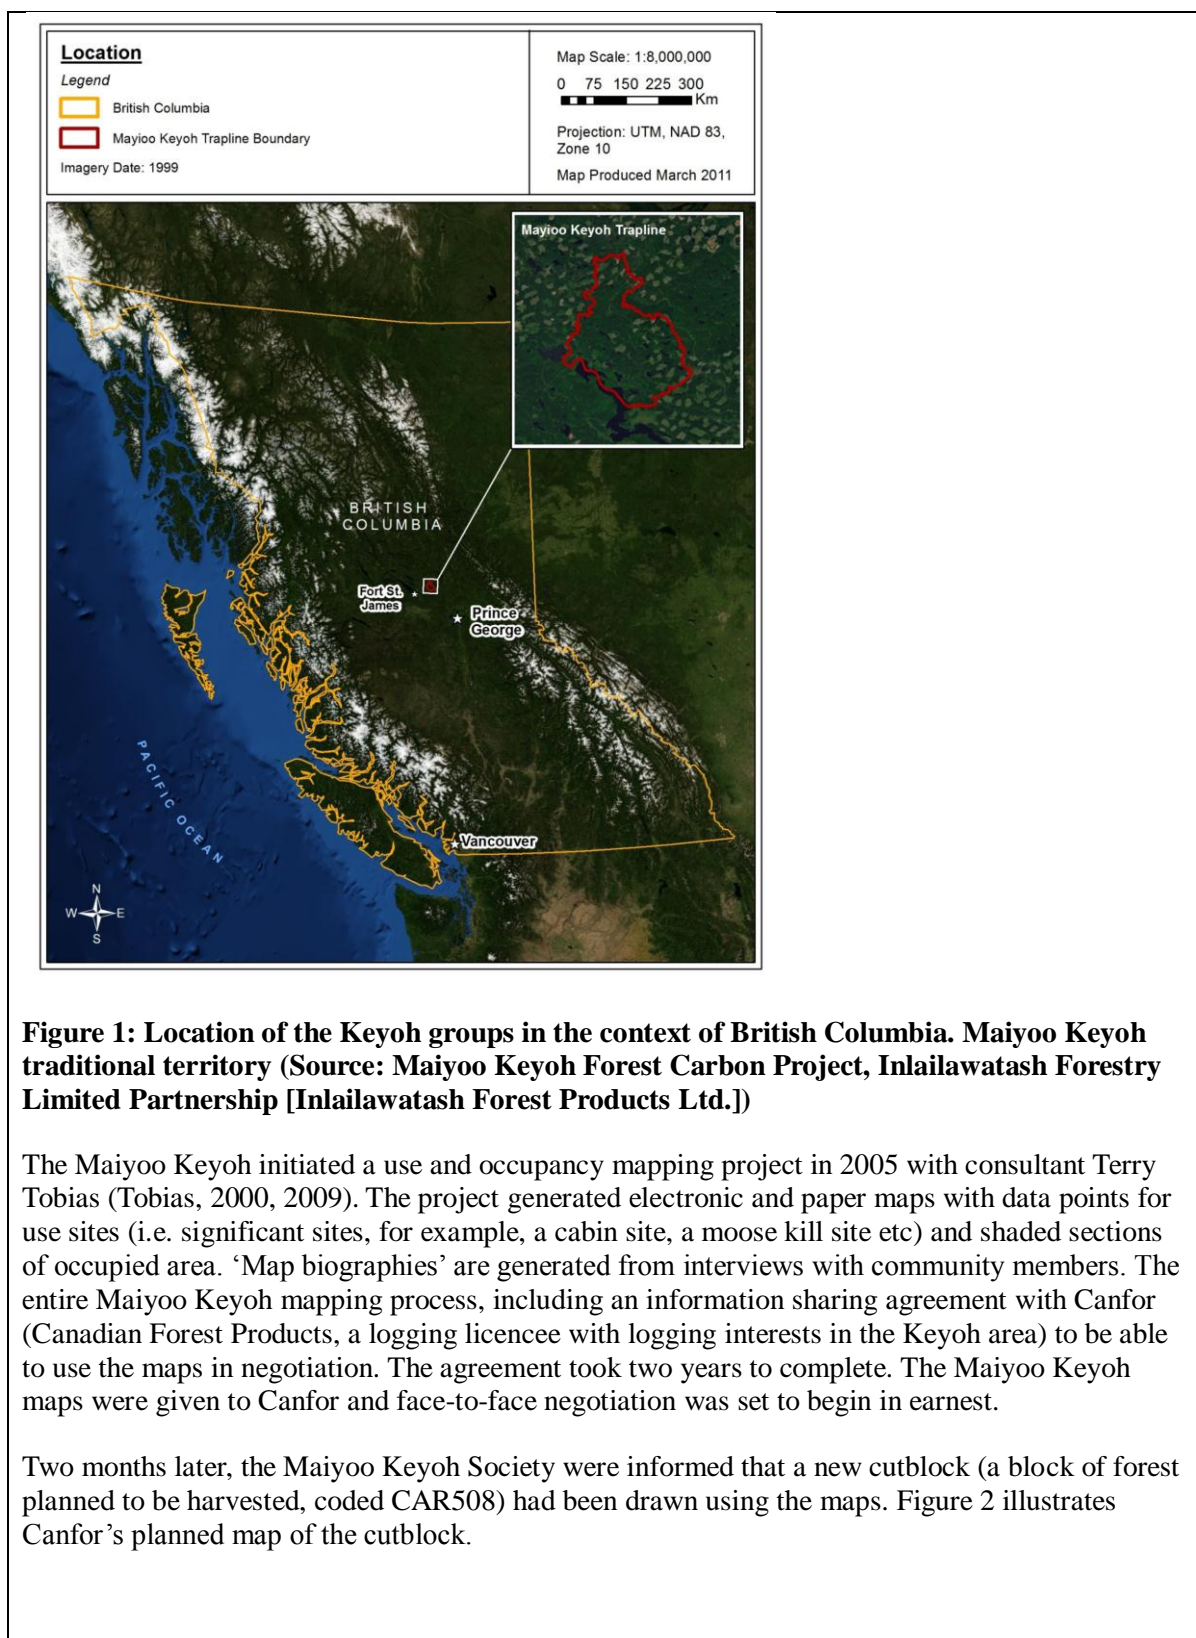 Location
Legend
British Columbia
Mayioo Keyoh Trapline Boundary
Imagery Date: 1999
Map Scale: 1:8,000,000
0 75 150 225 300
Km
Projection: UTM, NAD 83,
Zone 10
Map Produced March 2011
Mayioo Keyoh Trapline
BRITISH
COLUMBIA
Fort St.
James
Prince
George
PACIFIC OCEAN
Vancouver
N
W E
S
Figure 1: Location of the Keyoh groups in the context of British Columbia. Maiyoo Keyoh
traditional territory (Source: Maiyoo Keyoh Forest Carbon Project, Inlailawatash Forestry
Limited Partnership [Inlailawatash Forest Products Ltd.])
The Maiyoo Keyoh initiated a use and occupancy mapping project in 2005 with consultant Terry
Tobias (Tobias, 2000, 2009). The project generated electronic and paper maps with data points for
use sites (i.e. significant sites, for example, a cabin site, a moose kill site etc) and shaded sections
of occupied area. ‘Map biographies’ are generated from interviews with community members. The
entire Maiyoo Keyoh mapping process, including an information sharing agreement with Canfor
(Canadian Forest Products, a logging licencee with logging interests in the Keyoh area) to be able
to use the maps in negotiation. The agreement took two years to complete. The Maiyoo Keyoh
maps were given to Canfor and face-to-face negotiation was set to begin in earnest.
Two months later, the Maiyoo Keyoh Society were informed that a new cutblock (a block of forest
planned to be harvested, coded CAR508) had been drawn using the maps. Figure 2 illustrates
Canfor’s planned map of the cutblock.